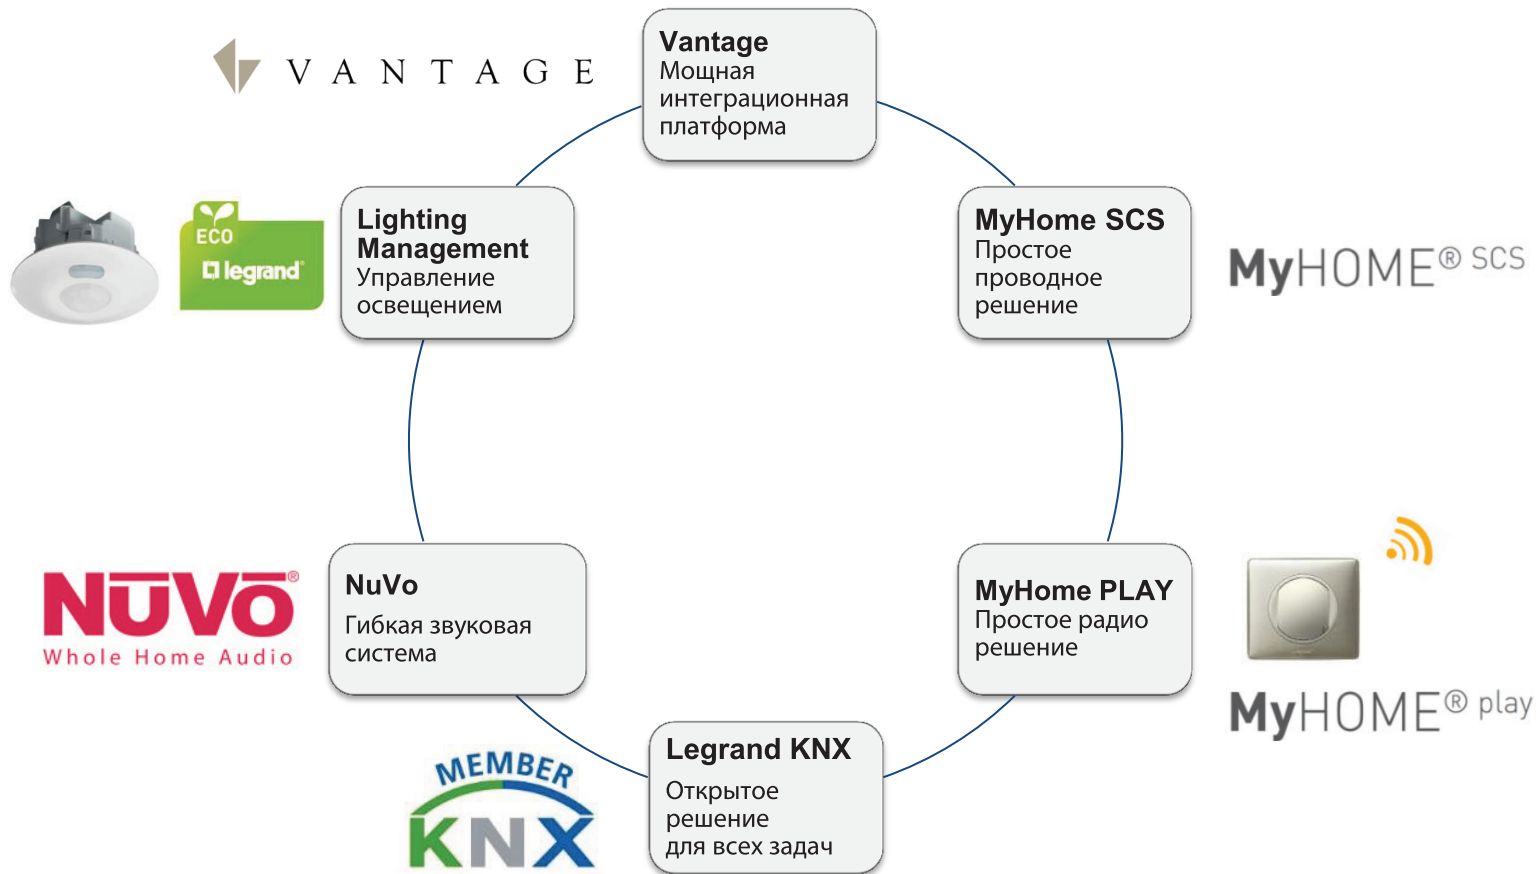 VANTAGE
Vantage
Мощная
интеграционная
платформа
ECO
legrand®
Lighting
Management
Управление
освещением
MyHome SCS
Простое
проводное
решение
MyHOME® SCS
NŪVŌ®
Whole Home Audio
NuVo
Гибкая звуковая
система
MyHome PLAY
Простое радио
решение
MyHOME® play
MEMBER
KNX
Legrand KNX
Открытое
решение
для всех задач